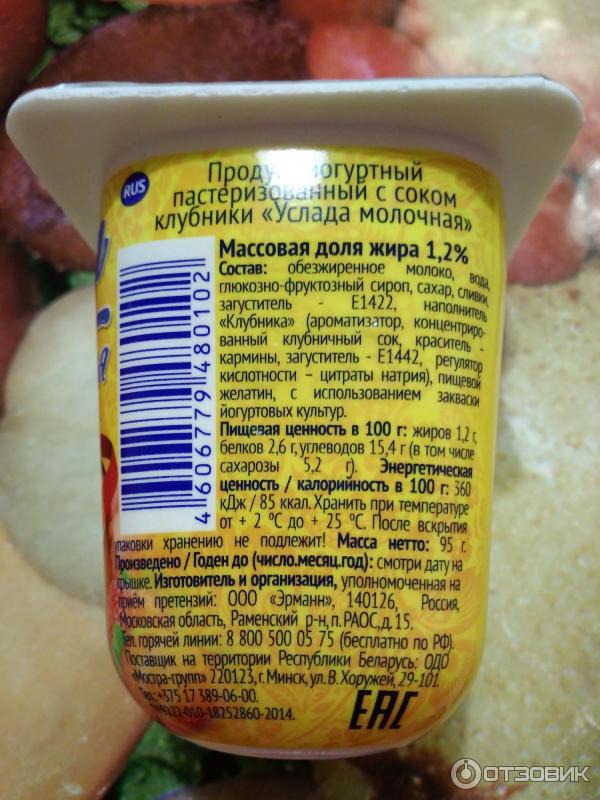 RUS
Продукт йогуртный
пастеризованный с соком
клубники «Услада молочная»
Массовая доля жира 1,2%
Состав: обезжиренное молоко, вода,
глюкозно-фруктозный сироп, сахар, сливки,
загуститель - Е1422, наполнитель
«Клубника» (ароматизатор, концентриро-
ванный клубничный сок, краситель -
кармины, загуститель - Е1442, регулятор
кислотности – цитраты натрия), пищевой
желатин, с использованием закваски
йогуртовых культур.
Пищевая ценность в 100 г: жиров 1,2 г,
белков 2,6 г, углеводов 15,4 г (в том числе
сахарозы 5,2 г). Энергетическая
ценность / калорийность в 100 г: 360
кДж / 85 ккал. Хранить при температуре
от + 2 °С до + 25 °С. После вскрытия
упаковки хранению не подлежит! Масса нетто: 95 г.
Произведено / Годен до (число.месяц.год): смотри дату на
крышке. Изготовитель и организация, уполномоченная на
приём претензий: ООО «Эрманн», 140126, Россия,
Московская область, Раменский р-н, п. РАОС, д. 15.
Тел. горячей линии: 8 800 500 05 75 (бесплатно по РФ).
Поставщик на территории Республики Беларусь: ОДО
«Мостра-групп» 220123, г. Минск, ул. В. Хоружей, 29-101.
Тел.: +375 17 389-06-00.
9222-010-18252860-2014.
EAC
4 606779 480102
ОТЗОВИК